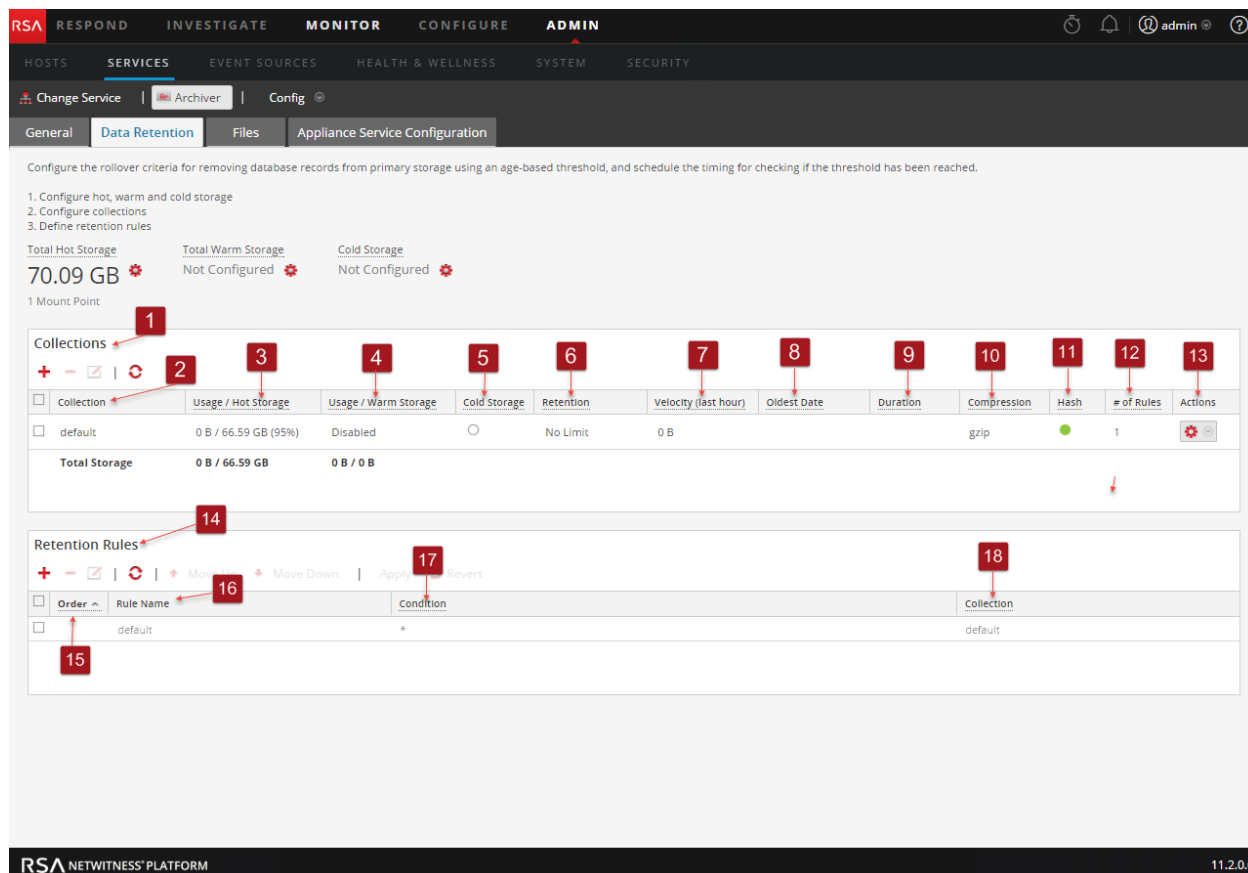 RSA RESPOND INVESTIGATE MONITOR CONFIGURE ADMIN admin
HOSTS SERVICES EVENT SOURCES HEALTH & WELLNESS SYSTEM SECURITY
Change Service | Archiver | Config
General Data Retention Files Appliance Service Configuration
Configure the rollover criteria for removing database records from primary storage using an age-based threshold, and schedule the timing for checking if the threshold has been reached.
1. Configure hot, warm and cold storage
2. Configure collections
3. Define retention rules
Total Hot Storage Total Warm Storage Cold Storage
70.09 GB Not Configured Not Configured
1 Mount Point
1
Collections
2 3 4 5 6 7 8 9 10 11 12 13
Collection Usage / Hot Storage Usage / Warm Storage Cold Storage Retention Velocity (last hour) Oldest Date Duration Compression Hash # of Rules Actions
default 0 B / 66.59 GB (95%) Disabled No Limit 0 B gzip 1
Total Storage 0 B / 66.59 GB 0 B / 0 B
14
Retention Rules
17 18
Move Down | Apply Revert
16
Order Rule Name Condition Collection
default * default
15
RSA NETWITNESS® PLATFORM 11.2.0.